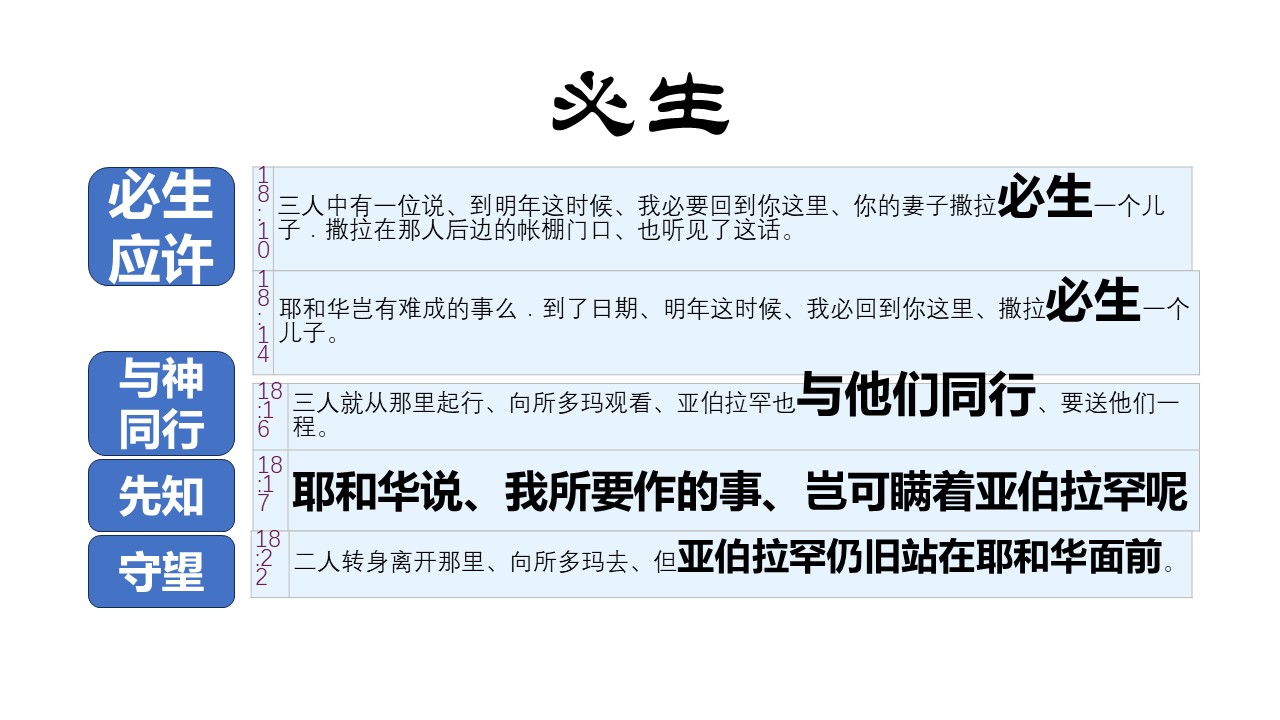 必生
必生
应许
18:10
三人中有一位说、到明年这时候、我必要回到你这里、你的妻子撒拉必生一个儿
子．撒拉在那人后边的帐棚门口、也听见了这话。
18:14
耶和华岂有难成的事么．到了日期、明年这时候、我必回到你这里、撒拉必生一个
儿子。
与神
同行
18:16
三人就从那里起行、向所多玛观看、亚伯拉罕也与他们同行、要送他们一
程。
先知
18:17
耶和华说、我所要作的事、岂可瞒着亚伯拉罕呢
守望
18:22
二人转身离开那里、向所多玛去、但亚伯拉罕仍旧站在耶和华面前。